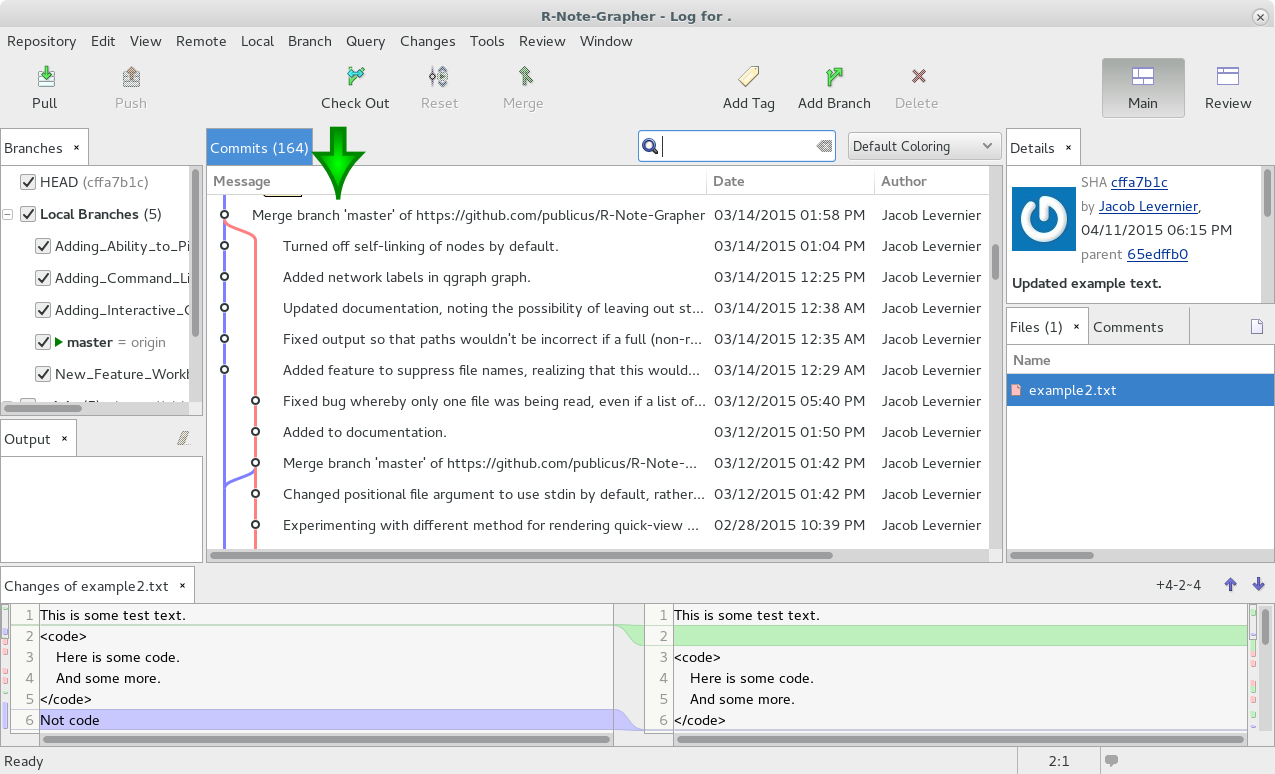 R-Note-Grapher - Log for .
Repository Edit View Remote Local Branch Query Changes Tools Review Window
Pull Push Check Out Reset Merge Add Tag Add Branch Delete Main Review
Branches
HEAD (cffa7b1c)
Local Branches (5)
Adding_Ability_to_Pi
Adding_Command_Li
Adding_Interactive_
master = origin
New_Feature_Work
Output
Commits (164)
Default Coloring
Message Date Author
Merge branch 'master' of https://github.com/publicus/R-Note-Grapher 03/14/2015 01:58 PM Jacob Levernier
Turned off self-linking of nodes by default. 03/14/2015 01:04 PM Jacob Levernier
Added network labels in qgraph graph. 03/14/2015 12:25 PM Jacob Levernier
Updated documentation, noting the possibility of leaving out st... 03/14/2015 12:38 AM Jacob Levernier
Fixed output so that paths wouldn't be incorrect if a full (non-r... 03/14/2015 12:35 AM Jacob Levernier
Added feature to suppress file names, realizing that this would... 03/14/2015 12:29 AM Jacob Levernier
Fixed bug whereby only one file was being read, even if a list of... 03/12/2015 05:40 PM Jacob Levernier
Added to documentation. 03/12/2015 01:50 PM Jacob Levernier
Merge branch 'master' of https://github.com/publicus/R-Note-... 03/12/2015 01:42 PM Jacob Levernier
Changed positional file argument to use stdin by default, rather... 03/12/2015 01:42 PM Jacob Levernier
Experimenting with different method for rendering quick-view ... 02/28/2015 10:39 PM Jacob Levernier
Details
SHA cffa7b1c
by Jacob Levernier,
04/11/2015 06:15 PM
parent 65edffb0
Updated example text.
Files (1) Comments
Name
example2.txt
Changes of example2.txt
+4-2~4
1 This is some test text.
2 <code>
3 Here is some code.
4 And some more.
5 </code>
6 Not code
1 This is some test text.
2
3 <code>
4 Here is some code.
5 And some more.
6 </code>
Ready
2:1